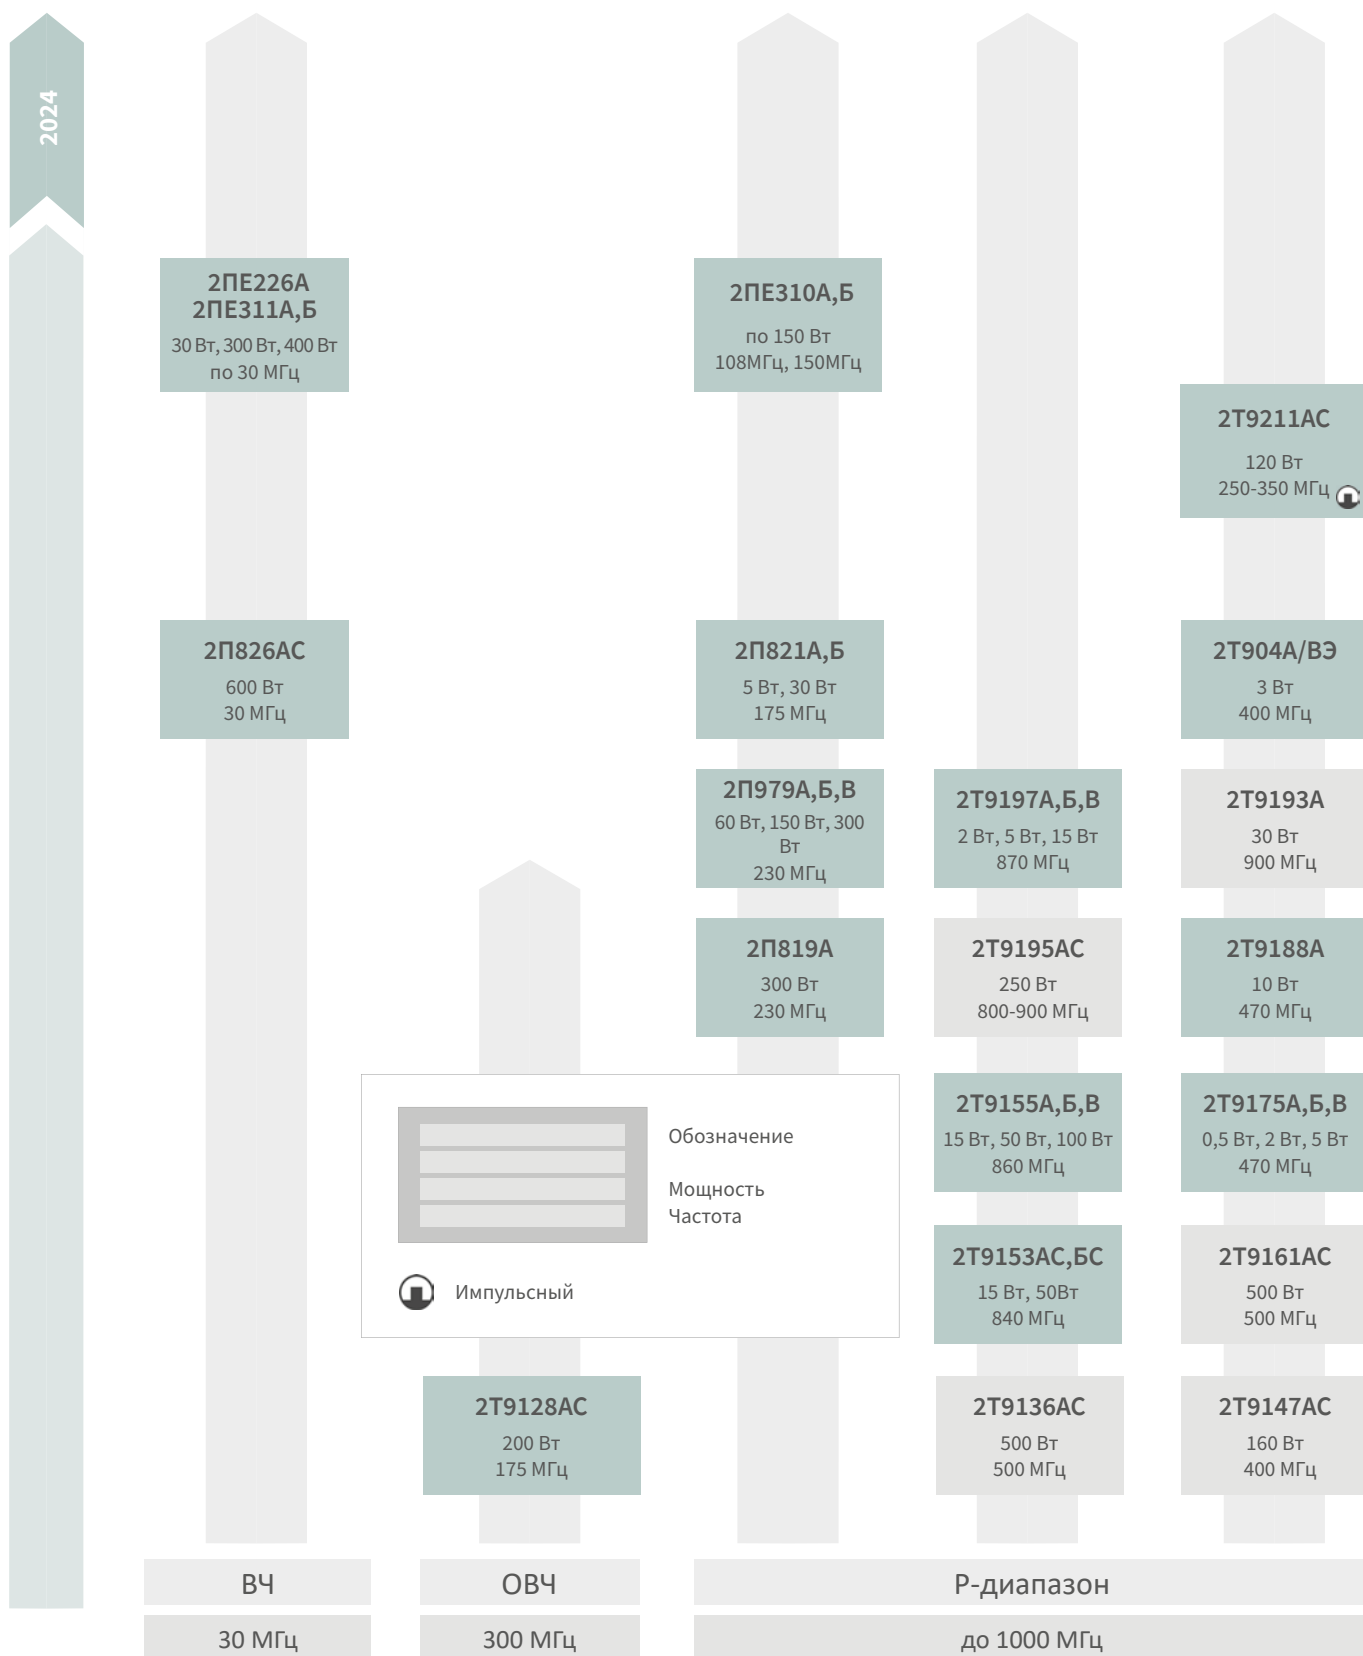 2024
2ПЕ226А
2ПЕ311А,Б
30 Вт, 300 Вт, 400 Вт
по 30 МГц
2ПЕ310А,Б
по 150 Вт
108МГц, 150МГц
2Т9211АС
120 Вт
250-350 МГц
2П826АС
600 Вт
30 МГц
2П821А,Б
5 Вт, 30 Вт
175 МГц
2Т904А/ВЭ
3 Вт
400 МГц
2П979А,Б,В
60 Вт, 150 Вт, 300
Вт
230 МГц
2Т9197А,Б,В
2 Вт, 5 Вт, 15 Вт
870 МГц
2Т9193А
30 Вт
900 МГц
2П819А
300 Вт
230 МГц
2Т9195АС
250 Вт
800-900 МГц
2Т9188А
10 Вт
470 МГц
Обозначение
Мощность
Частота
Импульсный
2Т9155А,Б,В
15 Вт, 50 Вт, 100 Вт
860 МГц
2Т9175А,Б,В
0,5 Вт, 2 Вт, 5 Вт
470 МГц
2Т9153АС,БС
15 Вт, 50Вт
840 МГц
2Т9161АС
500 Вт
500 МГц
2Т9128АС
200 Вт
175 МГц
2Т9136АС
500 Вт
500 МГц
2Т9147АС
160 Вт
400 МГц
ВЧ
ОВЧ
Р-диапазон
30 МГц
300 МГц
до 1000 МГц